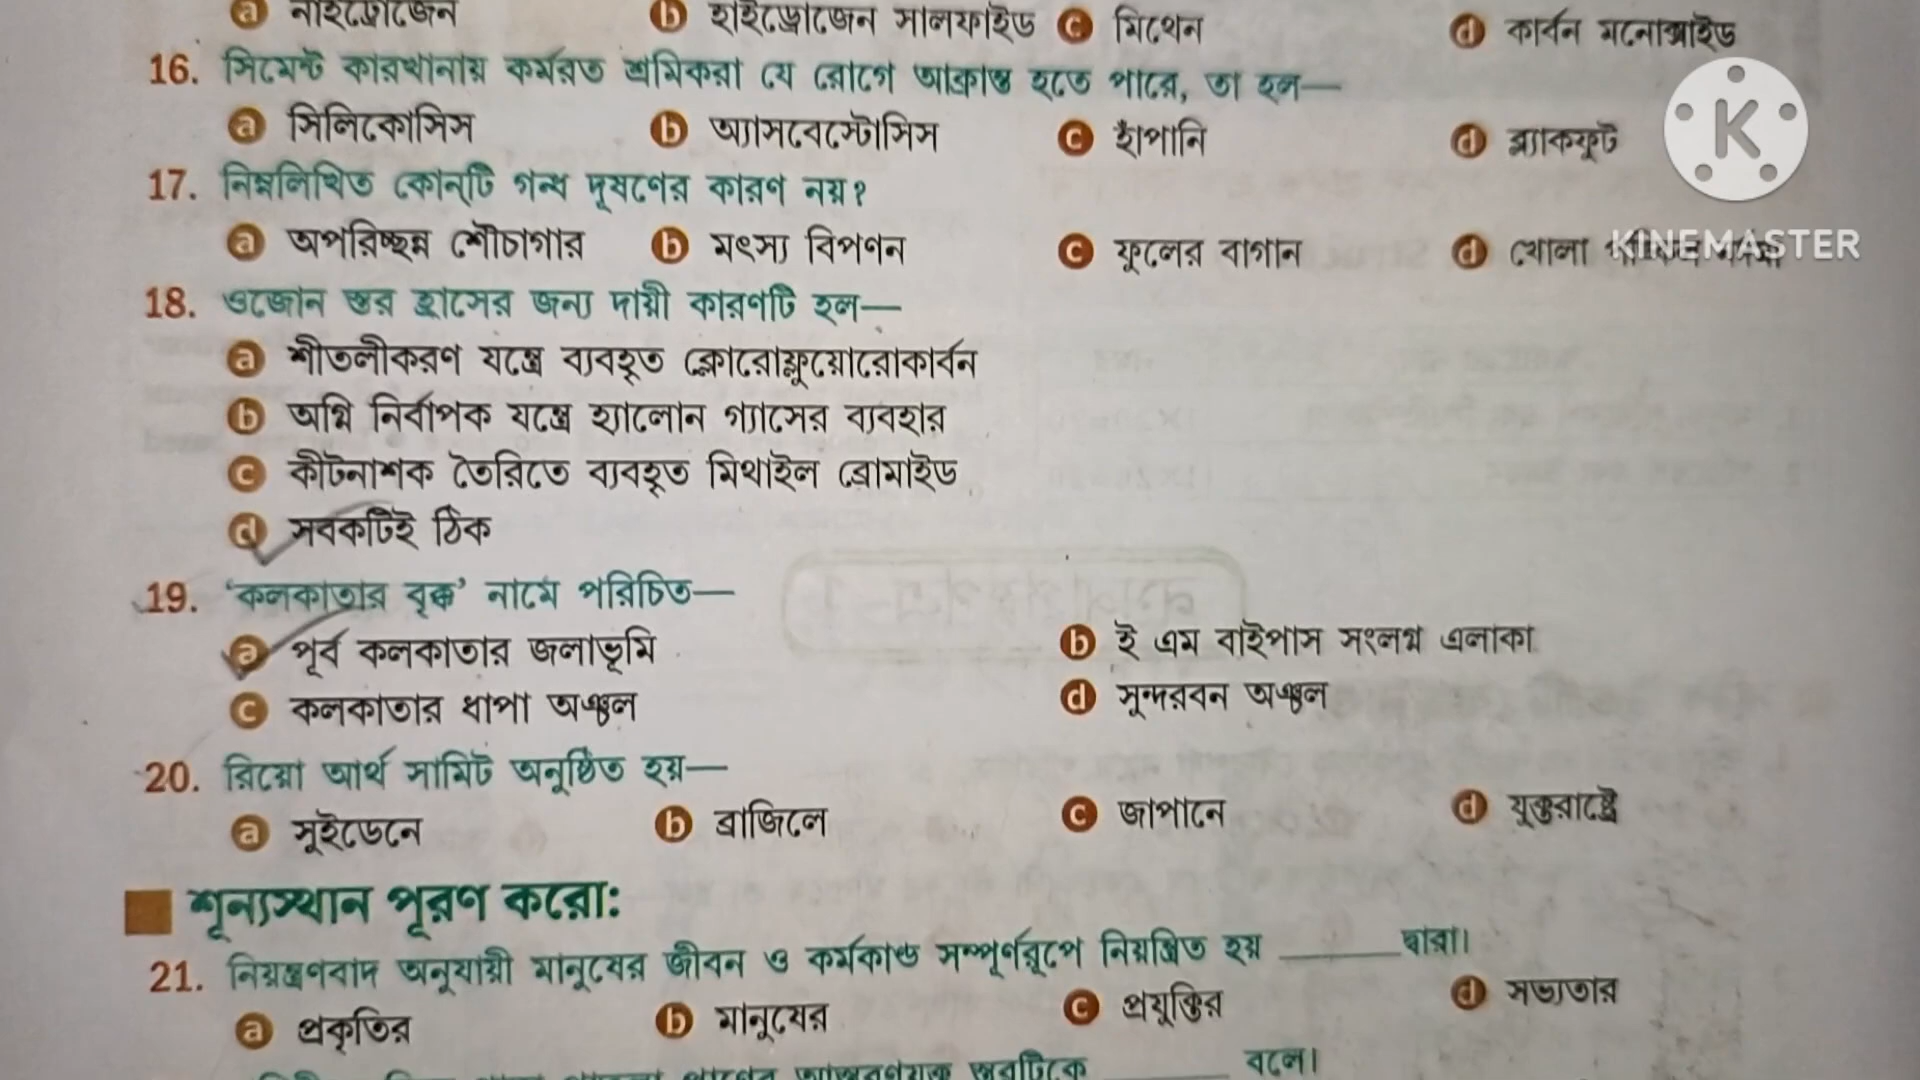 a নাইট্রোজেন b হাইড্রোজেন সালফাইড c মিথেন d কার্বন মনোক্সাইড
16. সিমেন্ট কারখানায় কর্মরত শ্রমিকরা যে রোগে আক্রান্ত হতে পারে, তা হল—
a সিলিকোসিস b অ্যাসবেস্টোসিস c হাঁপানি d ব্ল্যাকফুট
17. নিম্নলিখিত কোন্‌টি গন্ধ দূষণের কারণ নয়?
a অপরিচ্ছন্ন শৌচাগার b মৎস্য বিপণন c ফুলের বাগান d খোলা
KINEMASTER
18. ওজোন স্তর হ্রাসের জন্য দায়ী কারণটি হল—
a শীতলীকরণ যন্ত্রে ব্যবহৃত ক্লোরোফ্লুয়োরোকার্বন
b অগ্নি নির্বাপক যন্ত্রে হ্যালোন গ্যাসের ব্যবহার
c কীটনাশক তৈরিতে ব্যবহৃত মিথাইল ব্রোমাইড
d সবকটিই ঠিক
19. ‘কলকাতার বৃক্ক’ নামে পরিচিত—
a পূর্ব কলকাতার জলাভূমি b ই এম বাইপাস সংলগ্ন এলাকা
c কলকাতার ধাপা অঞ্চল d সুন্দরবন অঞ্চল
20. রিয়ো আর্থ সামিট অনুষ্ঠিত হয়—
a সুইডেনে b ব্রাজিলে c জাপানে d যুক্তরাষ্ট্রে
শূন্যস্থান পূরণ করো:
21. নিয়ন্ত্রণবাদ অনুযায়ী মানুষের জীবন ও কর্মকাণ্ড সম্পূর্ণরূপে নিয়ন্ত্রিত হয় ______ দ্বারা।
a প্রকৃতির b মানুষের c প্রযুক্তির d সভ্যতার
______ বলে।